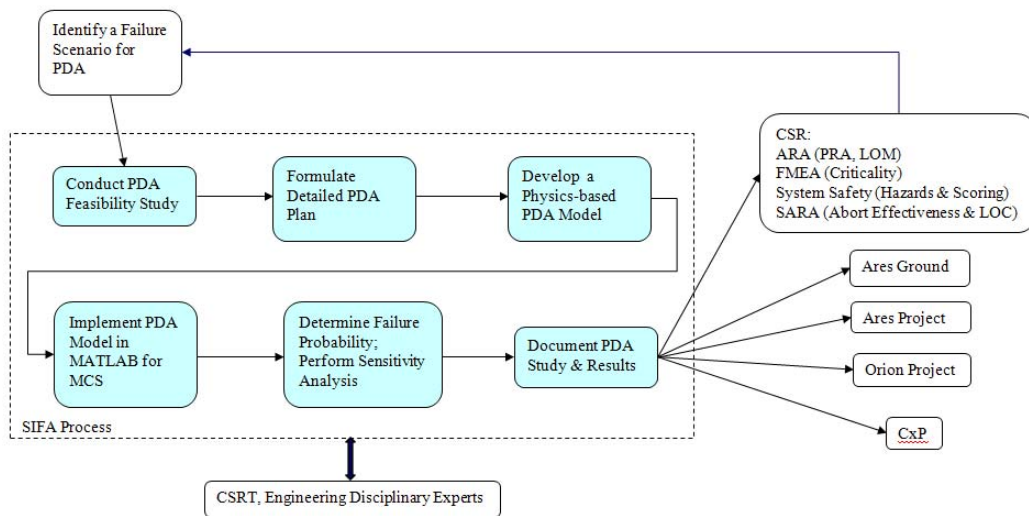 Identify a Failure
Scenario for
PDA
Conduct PDA
Feasibility Study
Formulate
Detailed PDA
Plan
Develop a
Physics-based
PDA Model
CSR:
ARA (PRA, LOM)
FMEA (Criticality)
System Safety (Hazards & Scoring)
SARA (Abort Effectiveness & LOC)
Ares Ground
Ares Project
Orion Project
CxP
Implement PDA
Model in
MATLAB for
MCS
Determine Failure
Probability;
Perform Sensitivity
Analysis
Document PDA
Study & Results
SIFA Process
CSRT, Engineering Disciplinary Experts